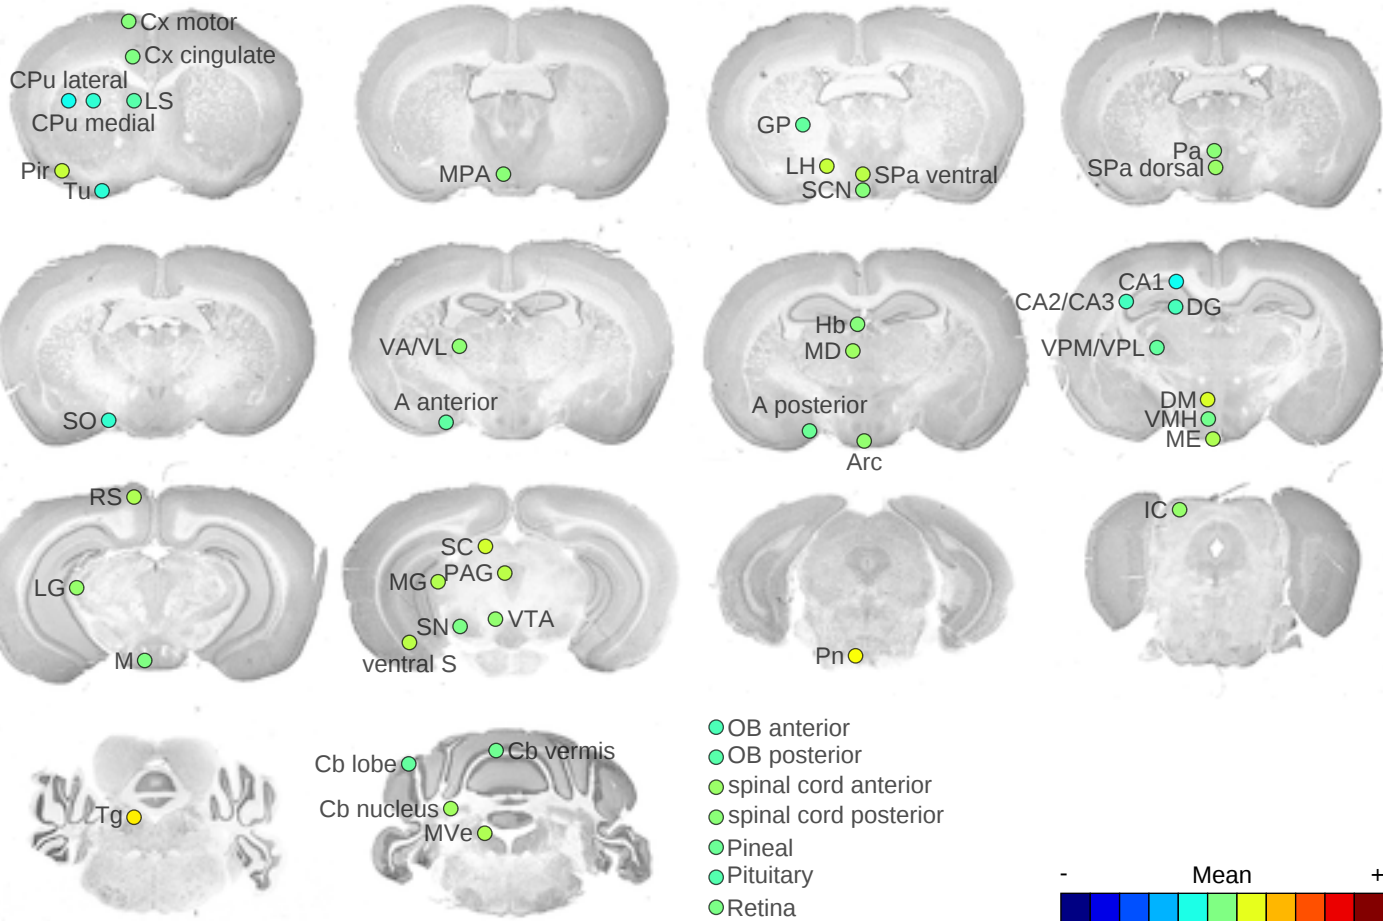 Cx motor
Cx cingulate
CPu lateral
LS
CPu medial
Pir
Tu
MPA
GP
LH
SPa ventral
SCN
Pa
SPa dorsal
SO
VA/VL
A anterior
Hb
MD
A posterior
Arc
CA1
CA2/CA3
DG
VPM/VPL
DM
VMH
ME
RS
LG
M
SC
PAG
MG
VTA
SN
ventral S
Pn
IC
Tg
Cb vermis
Cb lobe
Cb nucleus
MVe
OB anterior
OB posterior
spinal cord anterior
spinal cord posterior
Pineal
Pituitary
Retina
- Mean +